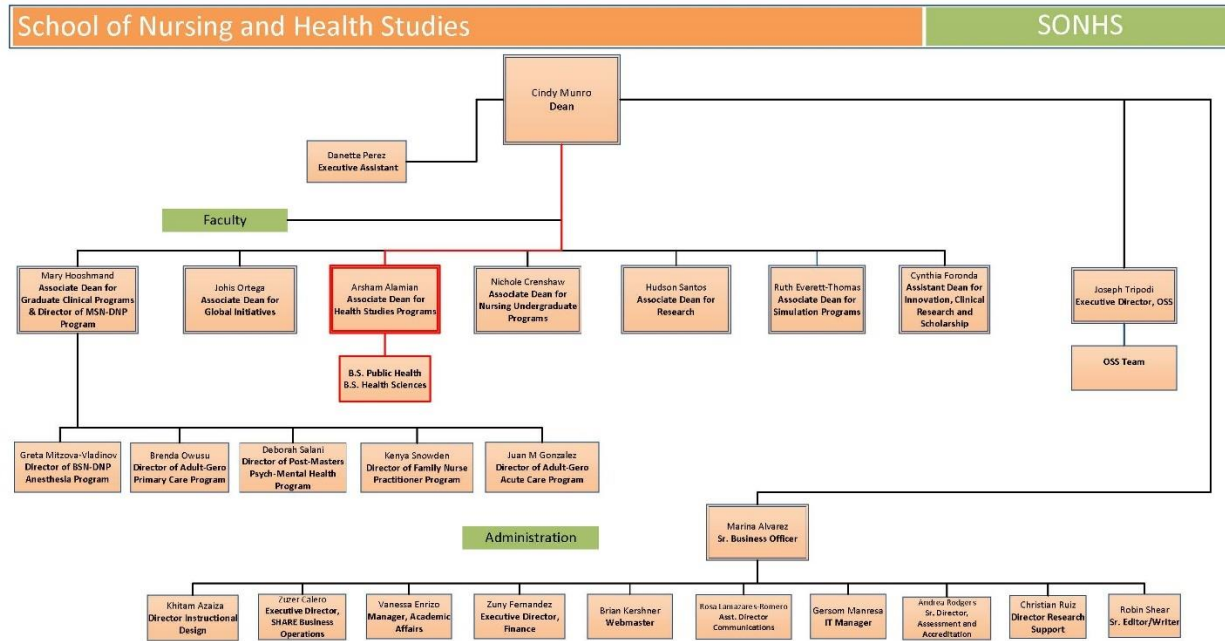 School of Nursing and Health Studies
SONHS
Cindy Munro
Dean
Danette Perez
Executive Assistant
Faculty
Mary Hooshmand
Associate Dean for
Graduate Clinical Programs
& Director of MSN-DNP
Program
Johis Ortega
Associate Dean for
Global Initiatives
Arsham Alamian
Associate Dean for
Health Studies Programs
Nichole Crenshaw
Associate Dean for
Nursing Undergraduate
Programs
Hudson Santos
Associate Dean for
Research
Ruth Everett-Thomas
Associate Dean for
Simulation Programs
Cynthia Foronda
Assistant Dean for
Innovation, Clinical
Research and
Scholarship
Joseph Tripodi
Executive Director, OSS
OSS Team
B.S. Public Health
B.S. Health Sciences
Greta Mitzova-Vladinov
Director of BSN-DNP
Anesthesia Program
Brenda Owusu
Director of Adult-Gero
Primary Care Program
Deborah Salani
Director of Post-Masters
Psych-Mental Health
Program
Kenya Snowden
Director of Family Nurse
Practitioner Program
Juan M Gonzalez
Director of Adult-Gero
Acute Care Program
Administration
Marina Alvarez
Sr. Business Officer
Khitam Azaiza
Director Instructional
Design
Zuzer Calero
Executive Director,
SHARE Business
Operations
Vanessa Enrizo
Manager, Academic
Affairs
Zuny Fernandez
Executive Director,
Finance
Brian Kershner
Webmaster
Rosa Lamazares-Romero
Asst. Director
Communications
Gersom Manresa
IT Manager
Andrea Rodgers
Sr. Director,
Assessment and
Accreditation
Christian Ruiz
Director Research
Support
Robin Shear
Sr. Editor/Writer